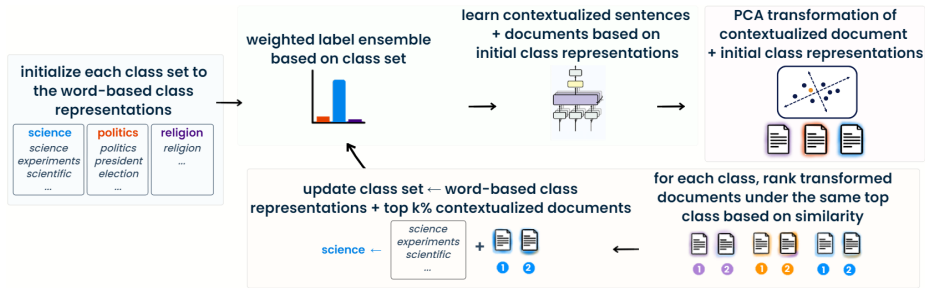 initialize each class set to
the word-based class
representations
science
science
experiments
scientific
...
politics
politics
president
election
...
religion
religion
...
weighted label ensemble
based on class set
learn contextualized sentences
+ documents based on
initial class representations
PCA transformation of
contextualized document
+ initial class representations
for each class, rank transformed
documents under the same top
class based on similarity
1 2 1 2 1 2
update class set ← word-based class
representations + top k% contextualized documents
science ←
science
experiments
scientific
...
+
1 2